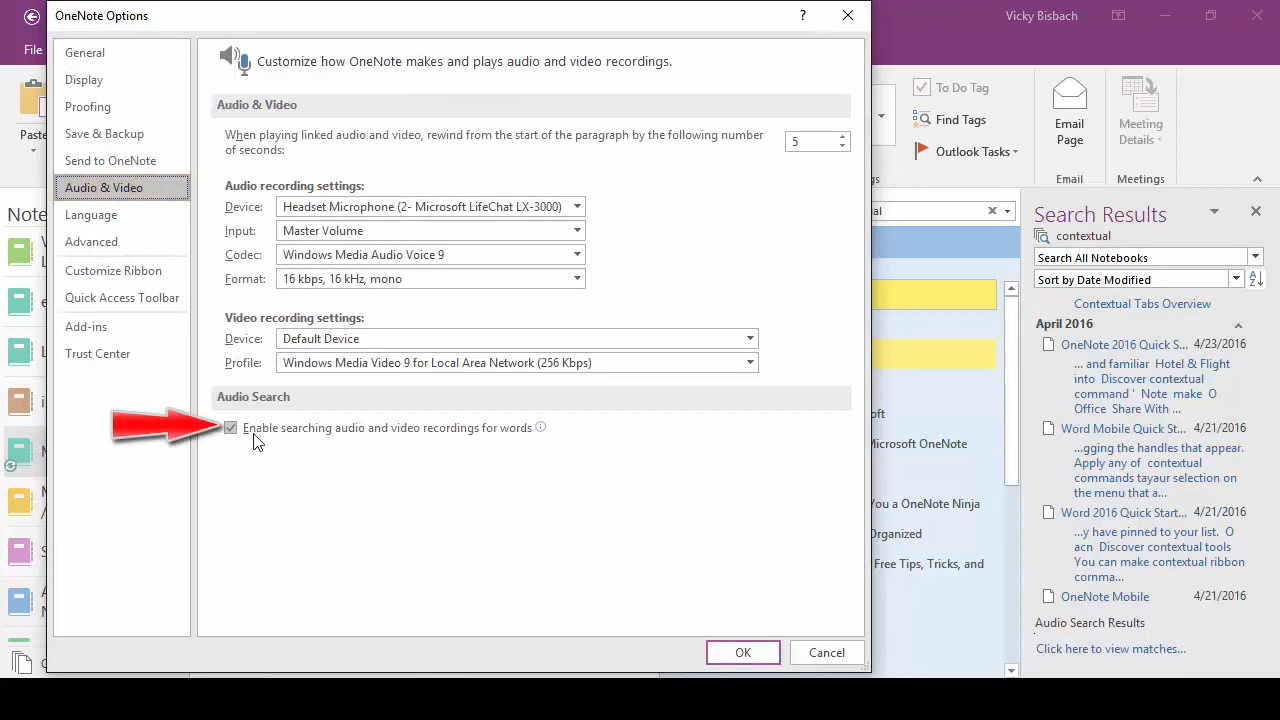 OneNote Options
?
Vicky Bisbach
File
General
Display
Proofing
Save & Backup
Send to OneNote
Audio & Video
Language
Advanced
Customize Ribbon
Quick Access Toolbar
Add-ins
Trust Center
Customize how OneNote makes and plays audio and video recordings.
Audio & Video
When playing linked audio and video, rewind from the start of the paragraph by the following number
of seconds:
5
Audio recording settings:
Device: Headset Microphone (2- Microsoft LifeChat LX-3000)
Input: Master Volume
Codec: Windows Media Audio Voice 9
Format: 16 kbps, 16 kHz, mono
Video recording settings:
Device: Default Device
Profile: Windows Media Video 9 for Local Area Network (256 Kbps)
Audio Search
Enable searching audio and video recordings for words
OK
Cancel
Paste
Note
To Do Tag
Find Tags
Outlook Tasks
gs
Email
Page
Email
Meeting
Details
Meetings
al
oft
Microsoft OneNote
You a OneNote Ninja
Organized
Free Tips, Tricks, and
Search Results
contextual
Search All Notebooks
Sort by Date Modified
A
Z
Contextual Tabs Overview
April 2016
OneNote 2016 Quick S... 4/23/2016
... and familiar Hotel & Flight
into Discover contextual
command ' Note make O
Office Share With ...
Word Mobile Quick St... 4/21/2016
...gging the handles that appear.
Apply any of contextual
commands tayaur selection on
the menu that a...
Word 2016 Quick Start... 4/21/2016
...y have pinned to your list. O
acn Discover contextual tools
You can make contextual ribbon
comma...
OneNote Mobile 4/21/2016
Audio Search Results
Click here to view matches...